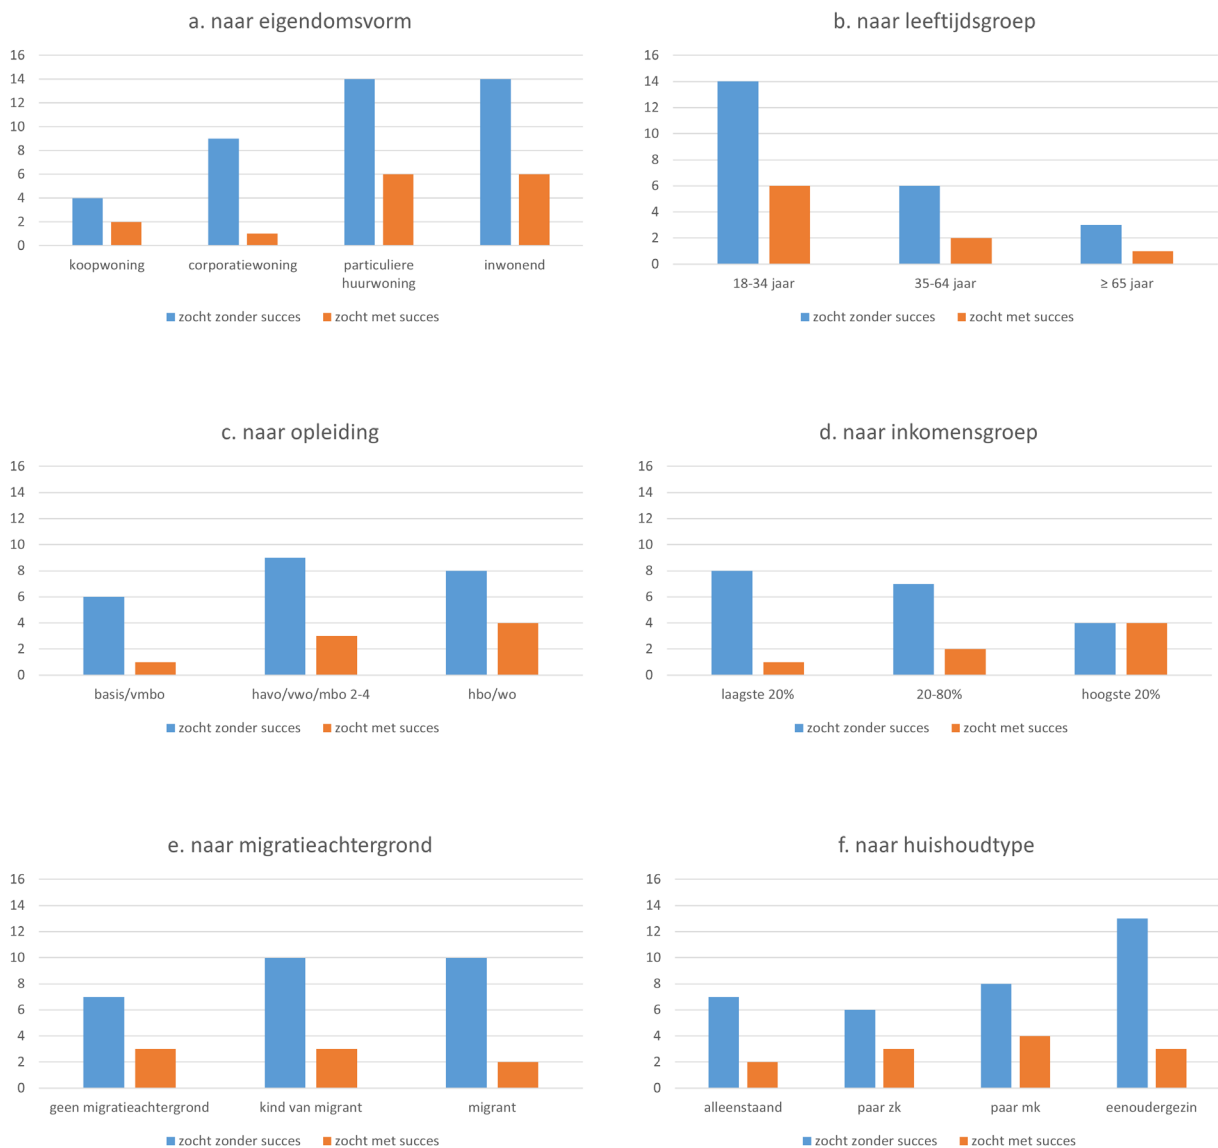 a. naar eigendomsvorm
16
14
12
10
8
6
4
2
0
koopwoning corporatiewoning particuliere inwonend
huurwoning
zocht zonder succes zocht met succes
b. naar leeftijdsgroep
16
14
12
10
8
6
4
2
0
18-34 jaar 35-64 jaar ≥ 65 jaar
zocht zonder succes zocht met succes
c. naar opleiding
16
14
12
10
8
6
4
2
0
basis/vmbo havo/vwo/mbo 2-4 hbo/wo
zocht zonder succes zocht met succes
d. naar inkomensgroep
16
14
12
10
8
6
4
2
0
laagste 20% 20-80% hoogste 20%
zocht zonder succes zocht met succes
e. naar migratieachtergrond
16
14
12
10
8
6
4
2
0
geen migratieachtergrond kind van migrant migrant
zocht zonder succes zocht met succes
f. naar huishoudtype
16
14
12
10
8
6
4
2
0
alleenstaand paar zk paar mk eenoudergezin
zocht zonder succes zocht met succes